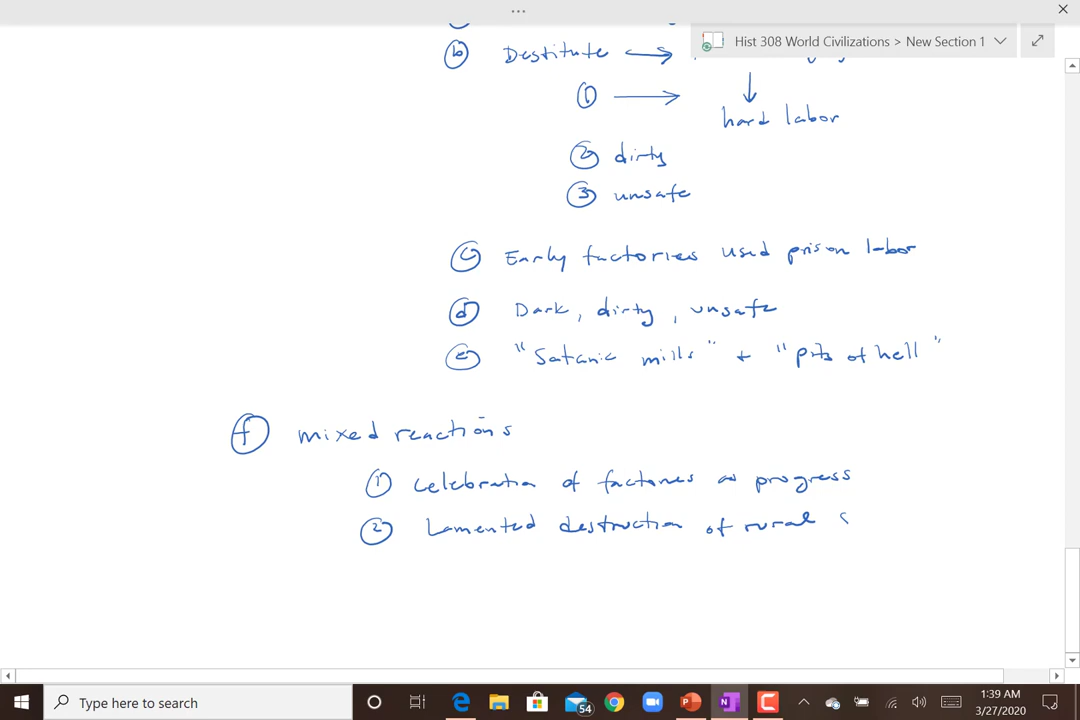 Hist 308 World Civilizations > New Section 1
b Destitute
1
hard labor
2 dirty
3 unsafe
c Early factories used prison labor
d Dark, dirty, unsafe
e "Satanic mills" + "pits of hell"
f mixed reactions
1 celebration of factories as progress
2 Lamented destruction of rural
Type here to search
54
1:39 AM
3/27/2020